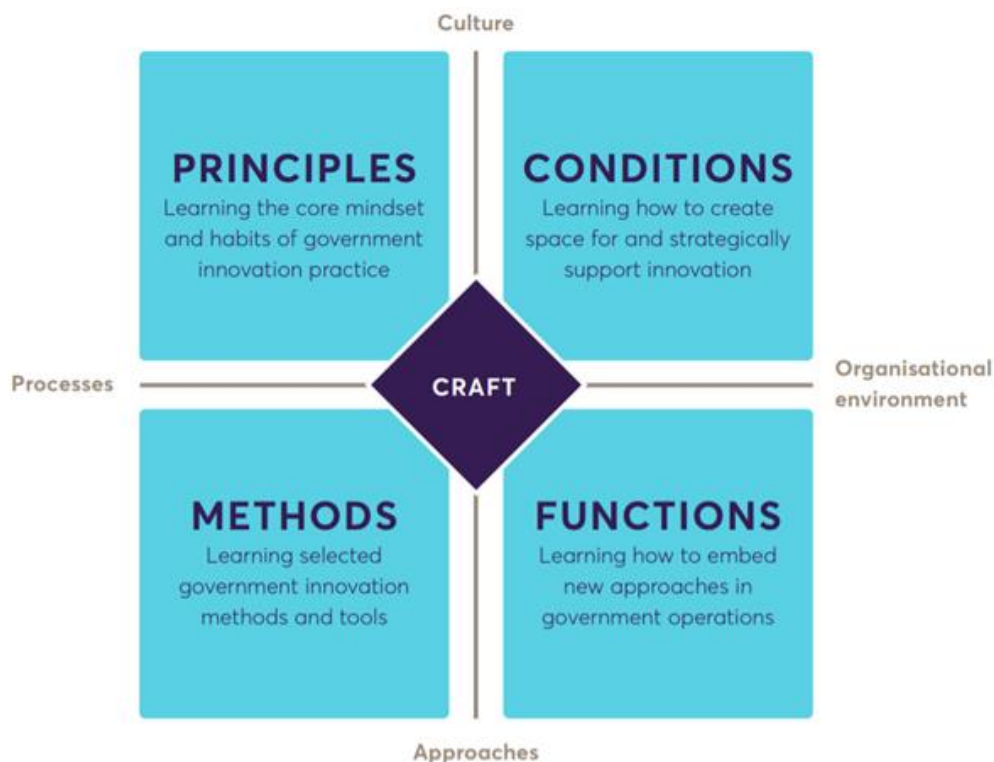 Culture
PRINCIPLES
Learning the core mindset
and habits of government
innovation practice
CONDITIONS
Learning how to create
space for and strategically
support innovation
Processes
CRAFT
Organisational
environment
METHODS
Learning selected
government innovation
methods and tools
FUNCTIONS
Learning how to embed
new approaches in
government operations
Approaches